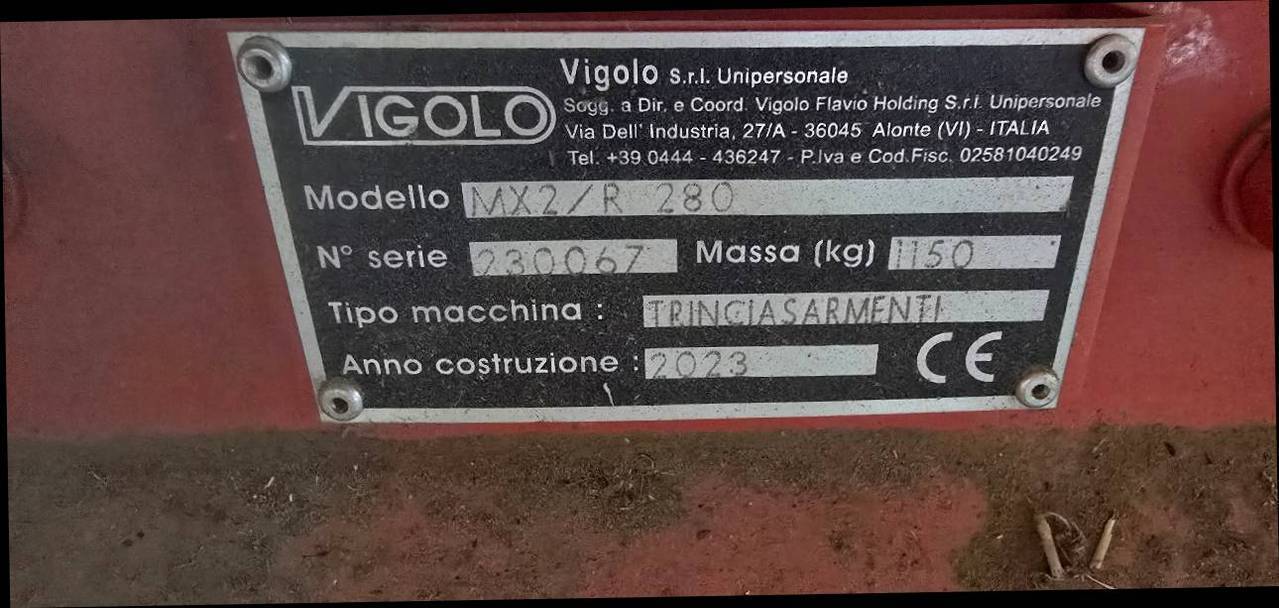 VIGOLO
Vigolo S.r.l. Unipersonale
Sogg. a Dir. e Coord. Vigolo Flavio Holding S.r.l. Unipersonale
Via Dell' Industria, 27/A - 36045 Alonte (VI) - ITALIA
Tel. +39 0444 - 436247 - P.Iva e Cod.Fisc. 02581040249
Modello MX2/R 280
N° serie 230067 Massa (kg) 1150
Tipo macchina : TRINCIASARMENTI
Anno costruzione : 2023 CE